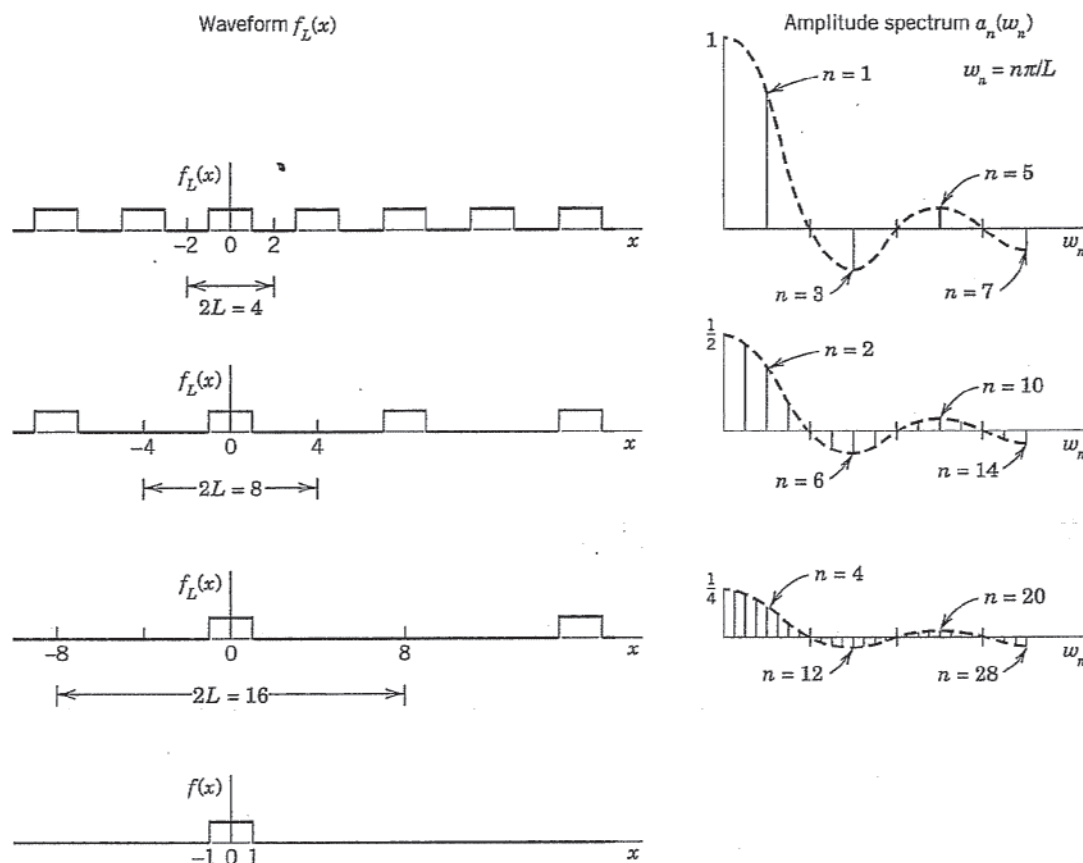 Waveform f_L(x)
Amplitude spectrum a_n(w_n)
w_n = nπ/L
1
n = 1
n = 5
n = 3
n = 7
w_n
f_L(x)
−2 0 2 x
2L = 4
1/2
n = 2
n = 10
n = 6
n = 14
w_n
f_L(x)
−4 0 4 x
2L = 8
1/4
n = 4
n = 20
n = 12
n = 28
w_n
f_L(x)
−8 0 8 x
2L = 16
f(x)
−1 0 1 x